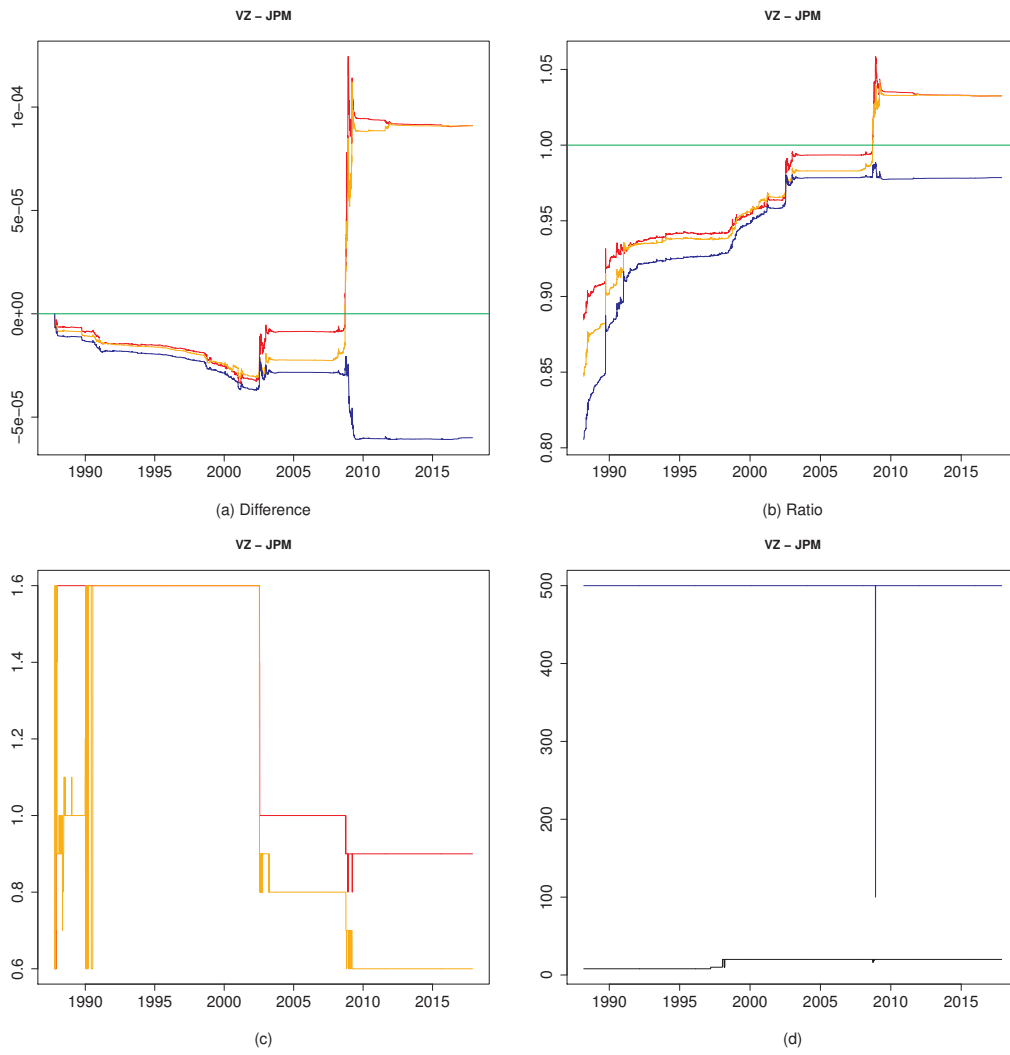 VZ − JPM
1e−04
5e−05
0e+00
−5e−05
1990 1995 2000 2005 2010 2015
(a) Difference
VZ − JPM
1.05
1.00
0.95
0.90
0.85
0.80
1990 1995 2000 2005 2010 2015
(b) Ratio
VZ − JPM
1.6
1.4
1.2
1.0
0.8
0.6
1990 1995 2000 2005 2010 2015
(c)
VZ − JPM
500
400
300
200
100
0
1990 1995 2000 2005 2010 2015
(d)